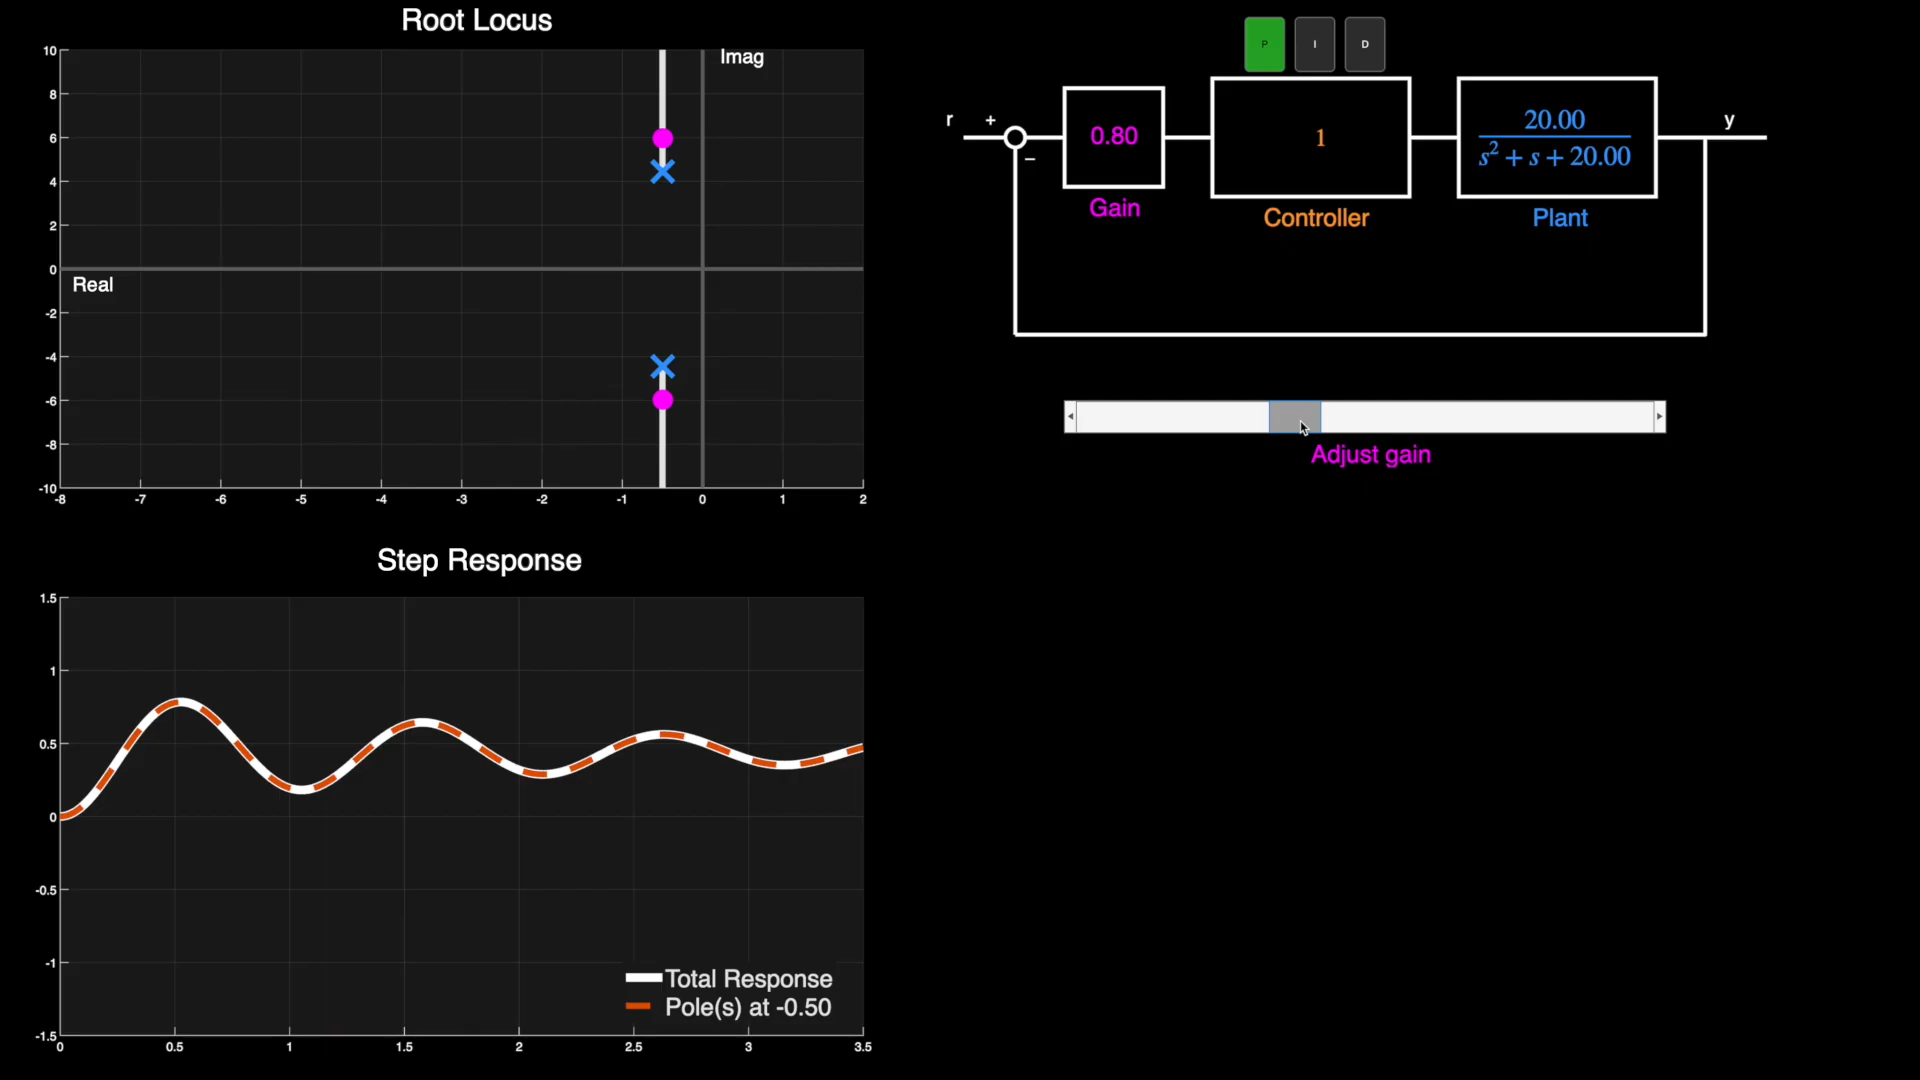 Root Locus
Imag
10
8
6
4
2
0
-2
-4
-6
-8
-10
Real
-8 -7 -6 -5 -4 -3 -2 -1 0 1 2
P I D
r + −
0.80
1
20.00
s² + s + 20.00
y
Gain
Controller
Plant
Adjust gain
Step Response
1.5
1
0.5
0
-0.5
-1
-1.5
Total Response
Pole(s) at -0.50
0 0.5 1 1.5 2 2.5 3 3.5